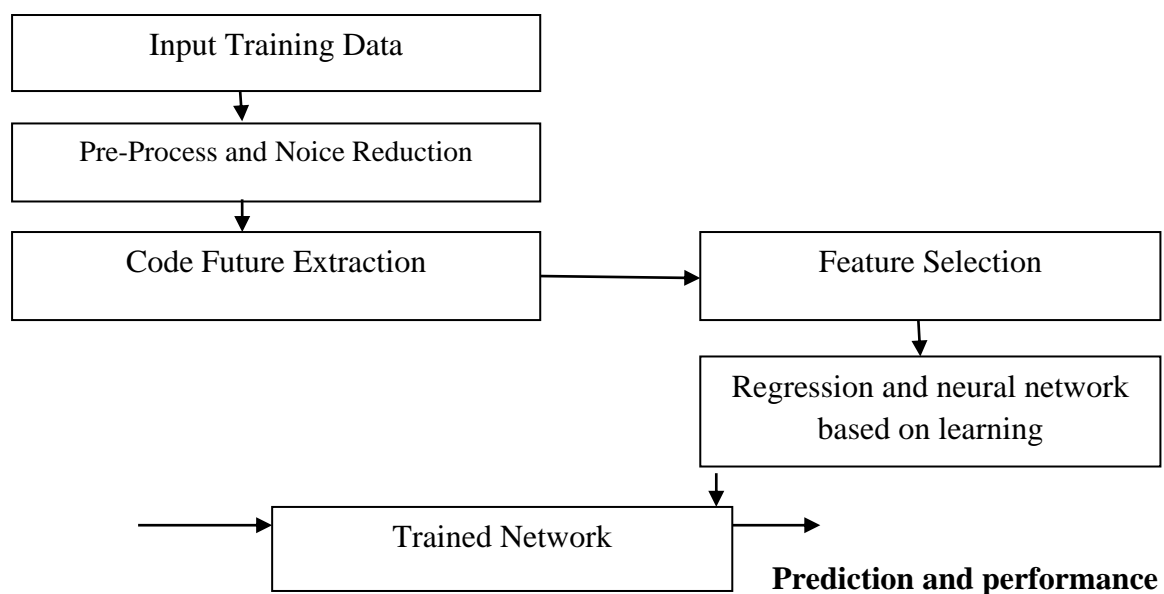 Input Training Data
Pre-Process and Noice Reduction
Code Future Extraction
Feature Selection
Regression and neural network
based on learning
Trained Network
Prediction and performance